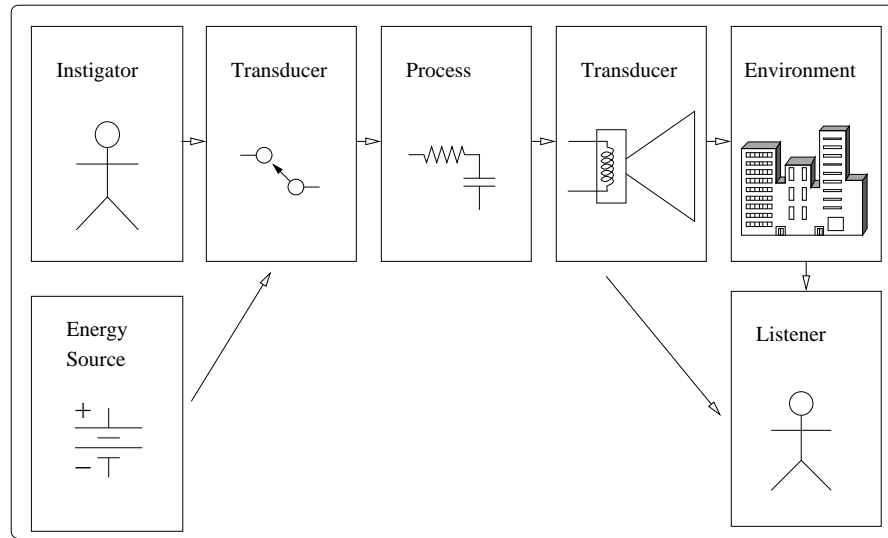 Instigator
Transducer
Process
Transducer
Environment
Energy
Source
+
−
Listener